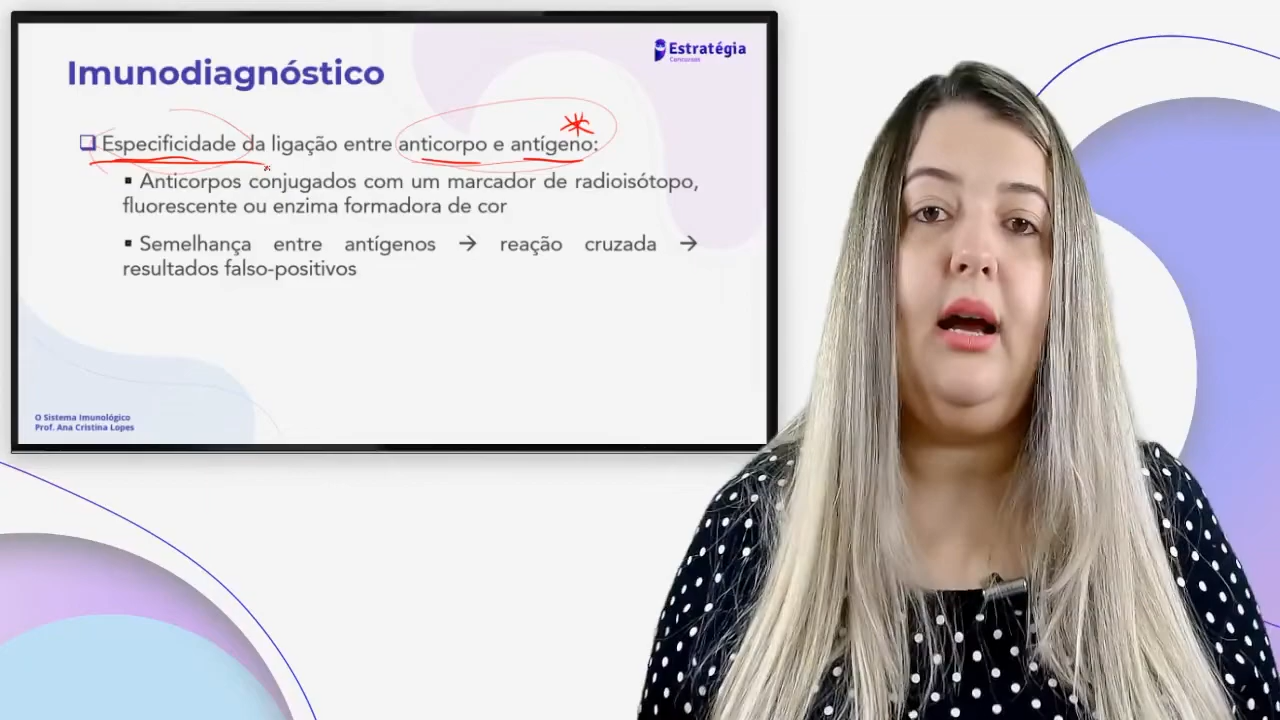 Imunodiagnóstico
Estratégia
Concursos
❑ Especificidade da ligação entre anticorpo e antígeno:
▪ Anticorpos conjugados com um marcador de radioisótopo,
fluorescente ou enzima formadora de cor
▪ Semelhança entre antígenos → reação cruzada →
resultados falso-positivos
O Sistema Imunológico
Prof. Ana Cristina Lopes